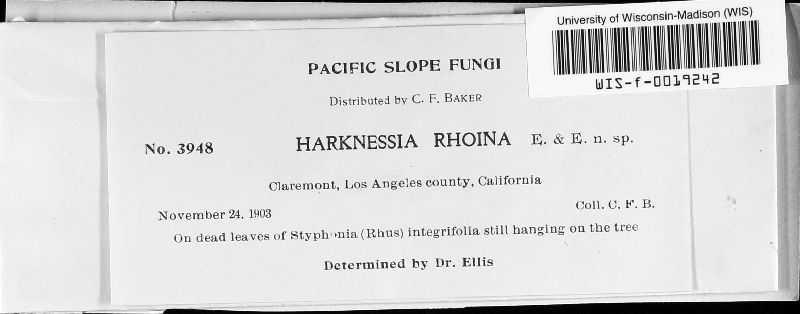 University of Wisconsin-Madison (WIS)
WIS-f-0019242
PACIFIC SLOPE FUNGI
Distributed by C. F. BAKER
No. 3948 HARKNESSIA RHOINA E. & E. n. sp.
Claremont, Los Angeles county, California
November 24, 1903 Coll. C. F. B.
On dead leaves of Styphonia (Rhus) integrifolia still hanging on the tree
Determined by Dr. Ellis